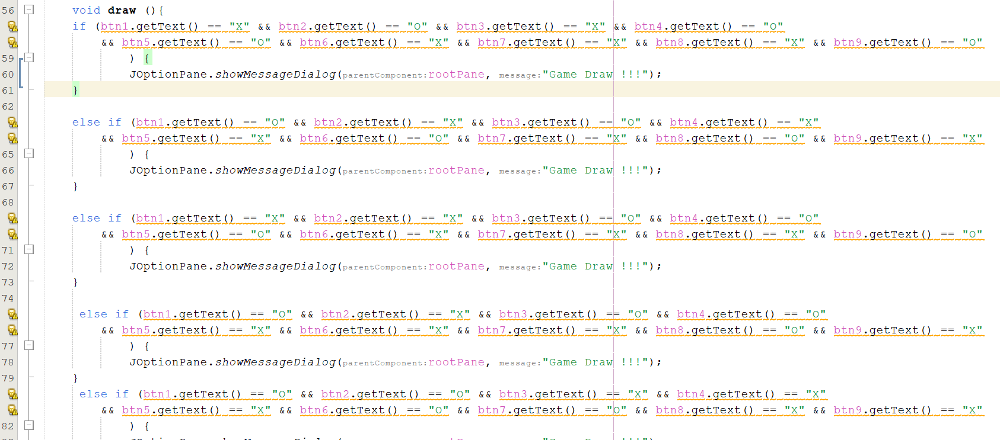 56 void draw (){
if (btn1.getText() == "X" && btn2.getText() == "O" && btn3.getText() == "X" && btn4.getText() == "O"
&& btn5.getText() == "O" && btn6.getText() == "X" && btn7.getText() == "X" && btn8.getText() == "X" && btn9.getText() == "O"
59 ) {
60 JOptionPane.showMessageDialog(parentComponent:rootPane, message:"Game Draw !!!");
61 }
62
else if (btn1.getText() == "O" && btn2.getText() == "X" && btn3.getText() == "O" && btn4.getText() == "X"
&& btn5.getText() == "X" && btn6.getText() == "O" && btn7.getText() == "X" && btn8.getText() == "O" && btn9.getText() == "X"
65 ) {
66 JOptionPane.showMessageDialog(parentComponent:rootPane, message:"Game Draw !!!");
67 }
68
else if (btn1.getText() == "X" && btn2.getText() == "X" && btn3.getText() == "O" && btn4.getText() == "O"
&& btn5.getText() == "O" && btn6.getText() == "X" && btn7.getText() == "X" && btn8.getText() == "X" && btn9.getText() == "O"
71 ) {
72 JOptionPane.showMessageDialog(parentComponent:rootPane, message:"Game Draw !!!");
73 }
74
else if (btn1.getText() == "O" && btn2.getText() == "X" && btn3.getText() == "O" && btn4.getText() == "O"
&& btn5.getText() == "X" && btn6.getText() == "X" && btn7.getText() == "X" && btn8.getText() == "O" && btn9.getText() == "X"
77 ) {
78 JOptionPane.showMessageDialog(parentComponent:rootPane, message:"Game Draw !!!");
79 }
else if (btn1.getText() == "O" && btn2.getText() == "O" && btn3.getText() == "X" && btn4.getText() == "X"
&& btn5.getText() == "X" && btn6.getText() == "O" && btn7.getText() == "O" && btn8.getText() == "X" && btn9.getText() == "X"
82 ) {